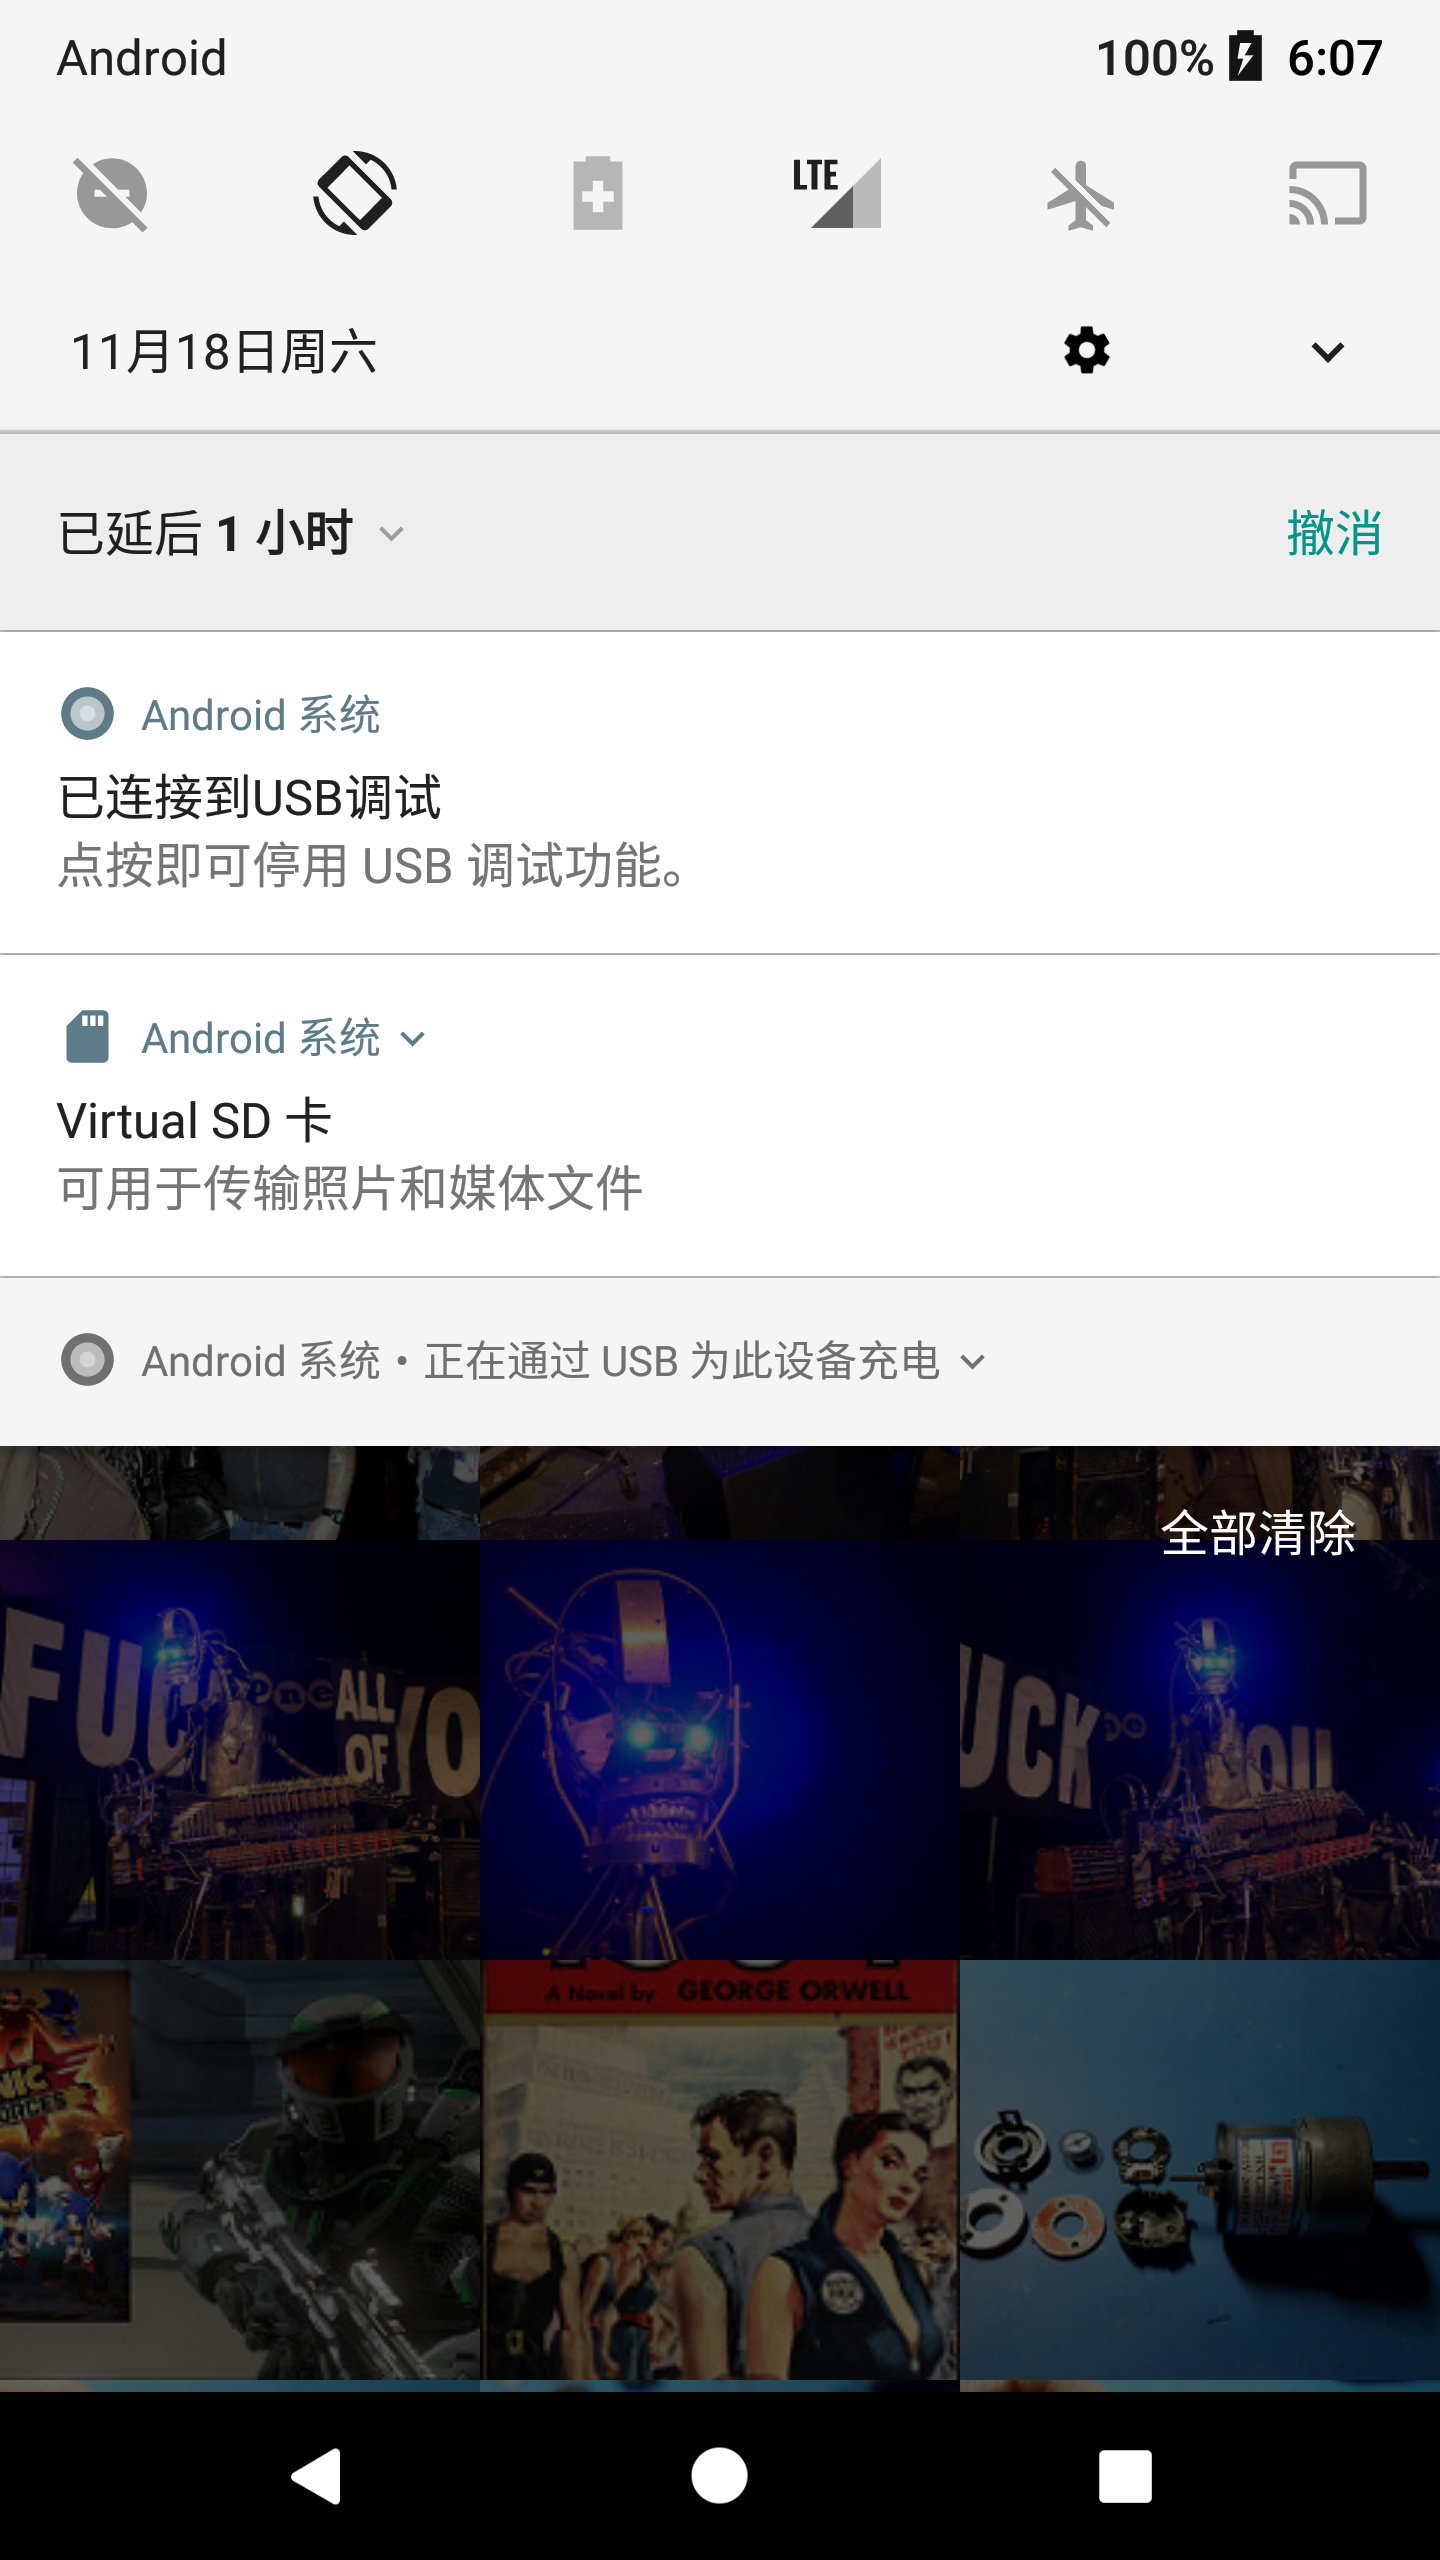 Android
100% 6:07
LTE
11月18日周六
已延后 1 小时
撤消
Android 系统
已连接到USB调试
点按即可停用 USB 调试功能。
Android 系统
Virtual SD 卡
可用于传输照片和媒体文件
Android 系统 • 正在通过 USB 为此设备充电
全部清除
FUC
One
ALL
OF
YO
UCK
YOU
A Novel by GEORGE ORWELL